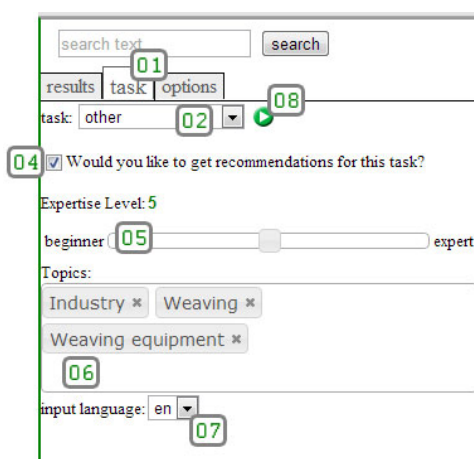 search text search
01
results task options
08
task: other 02
04 Would you like to get recommendations for this task?
Expertise Level: 5
beginner 05 expert
Topics:
Industry × Weaving ×
Weaving equipment ×
06
input language: en
07